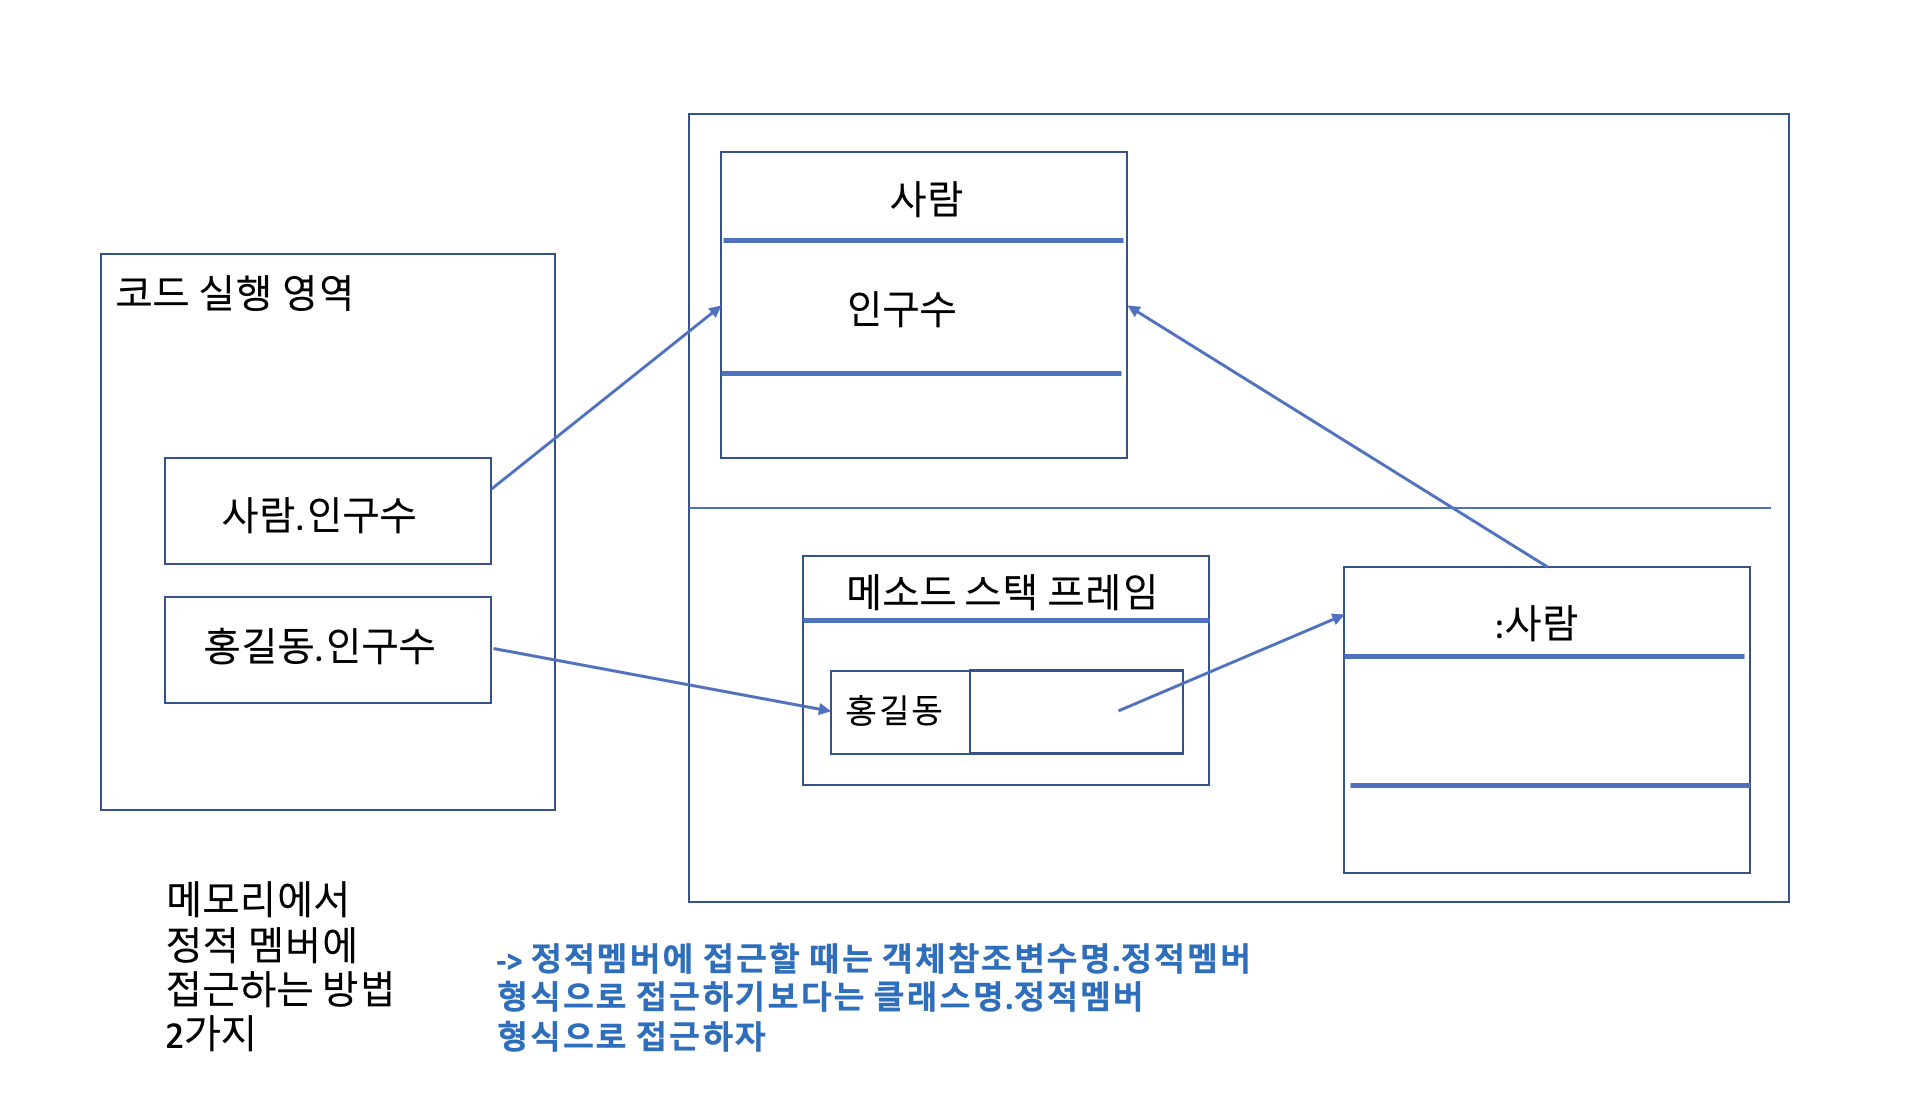 사람
코드 실행 영역
인구수
사람.인구수
홍길동.인구수
메소드 스택 프레임
홍길동
:사람
메모리에서
정적 멤버에
접근하는 방법
2가지
-> 정적멤버에 접근할 때는 객체참조변수명.정적멤버
형식으로 접근하기보다는 클래스명.정적멤버
형식으로 접근하자